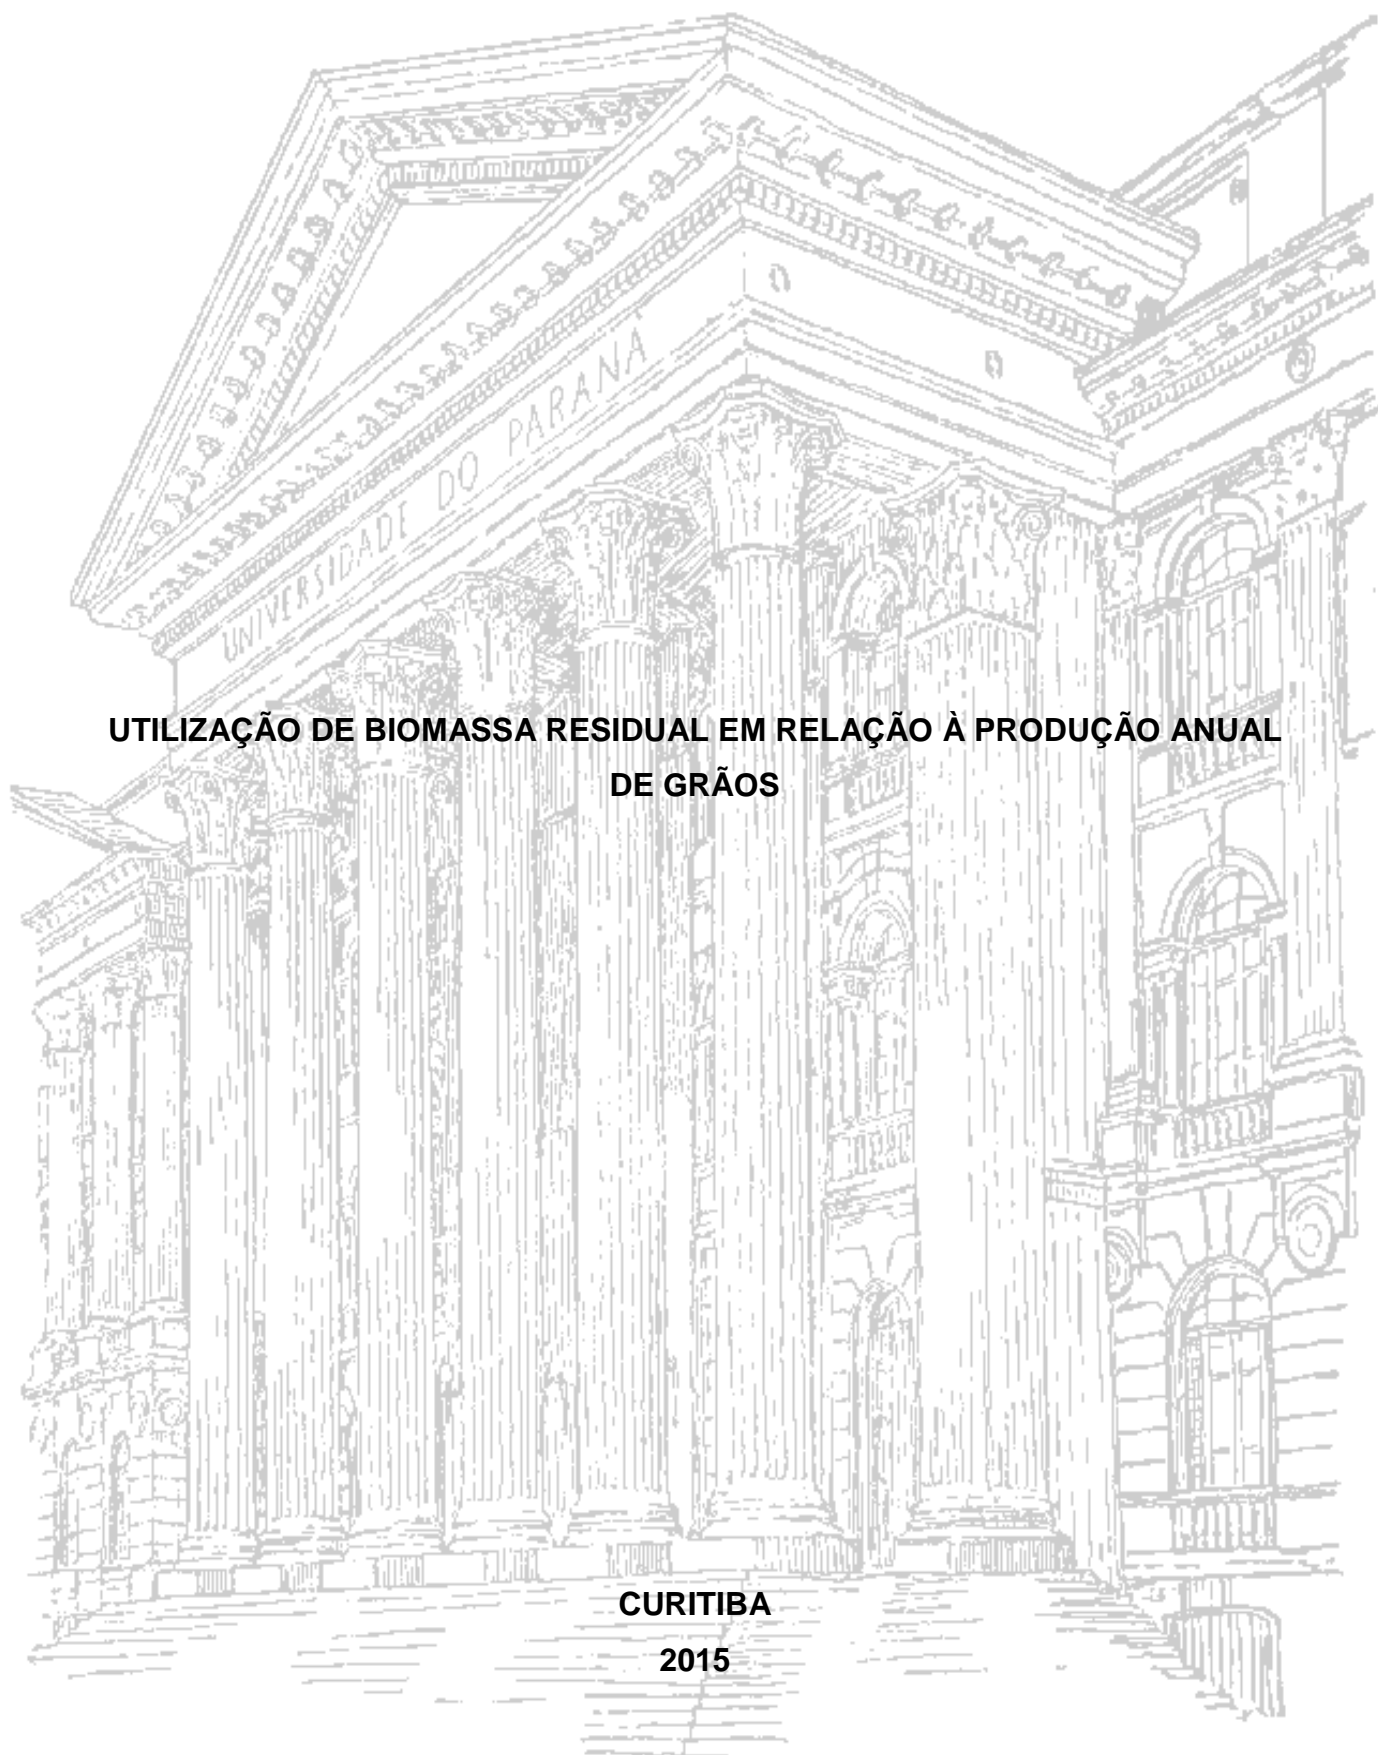 UNIVERSIDADE DO PARANÁ
UTILIZAÇÃO DE BIOMASSA RESIDUAL EM RELAÇÃO À PRODUÇÃO ANUAL
DE GRÃOS
CURITIBA
2015